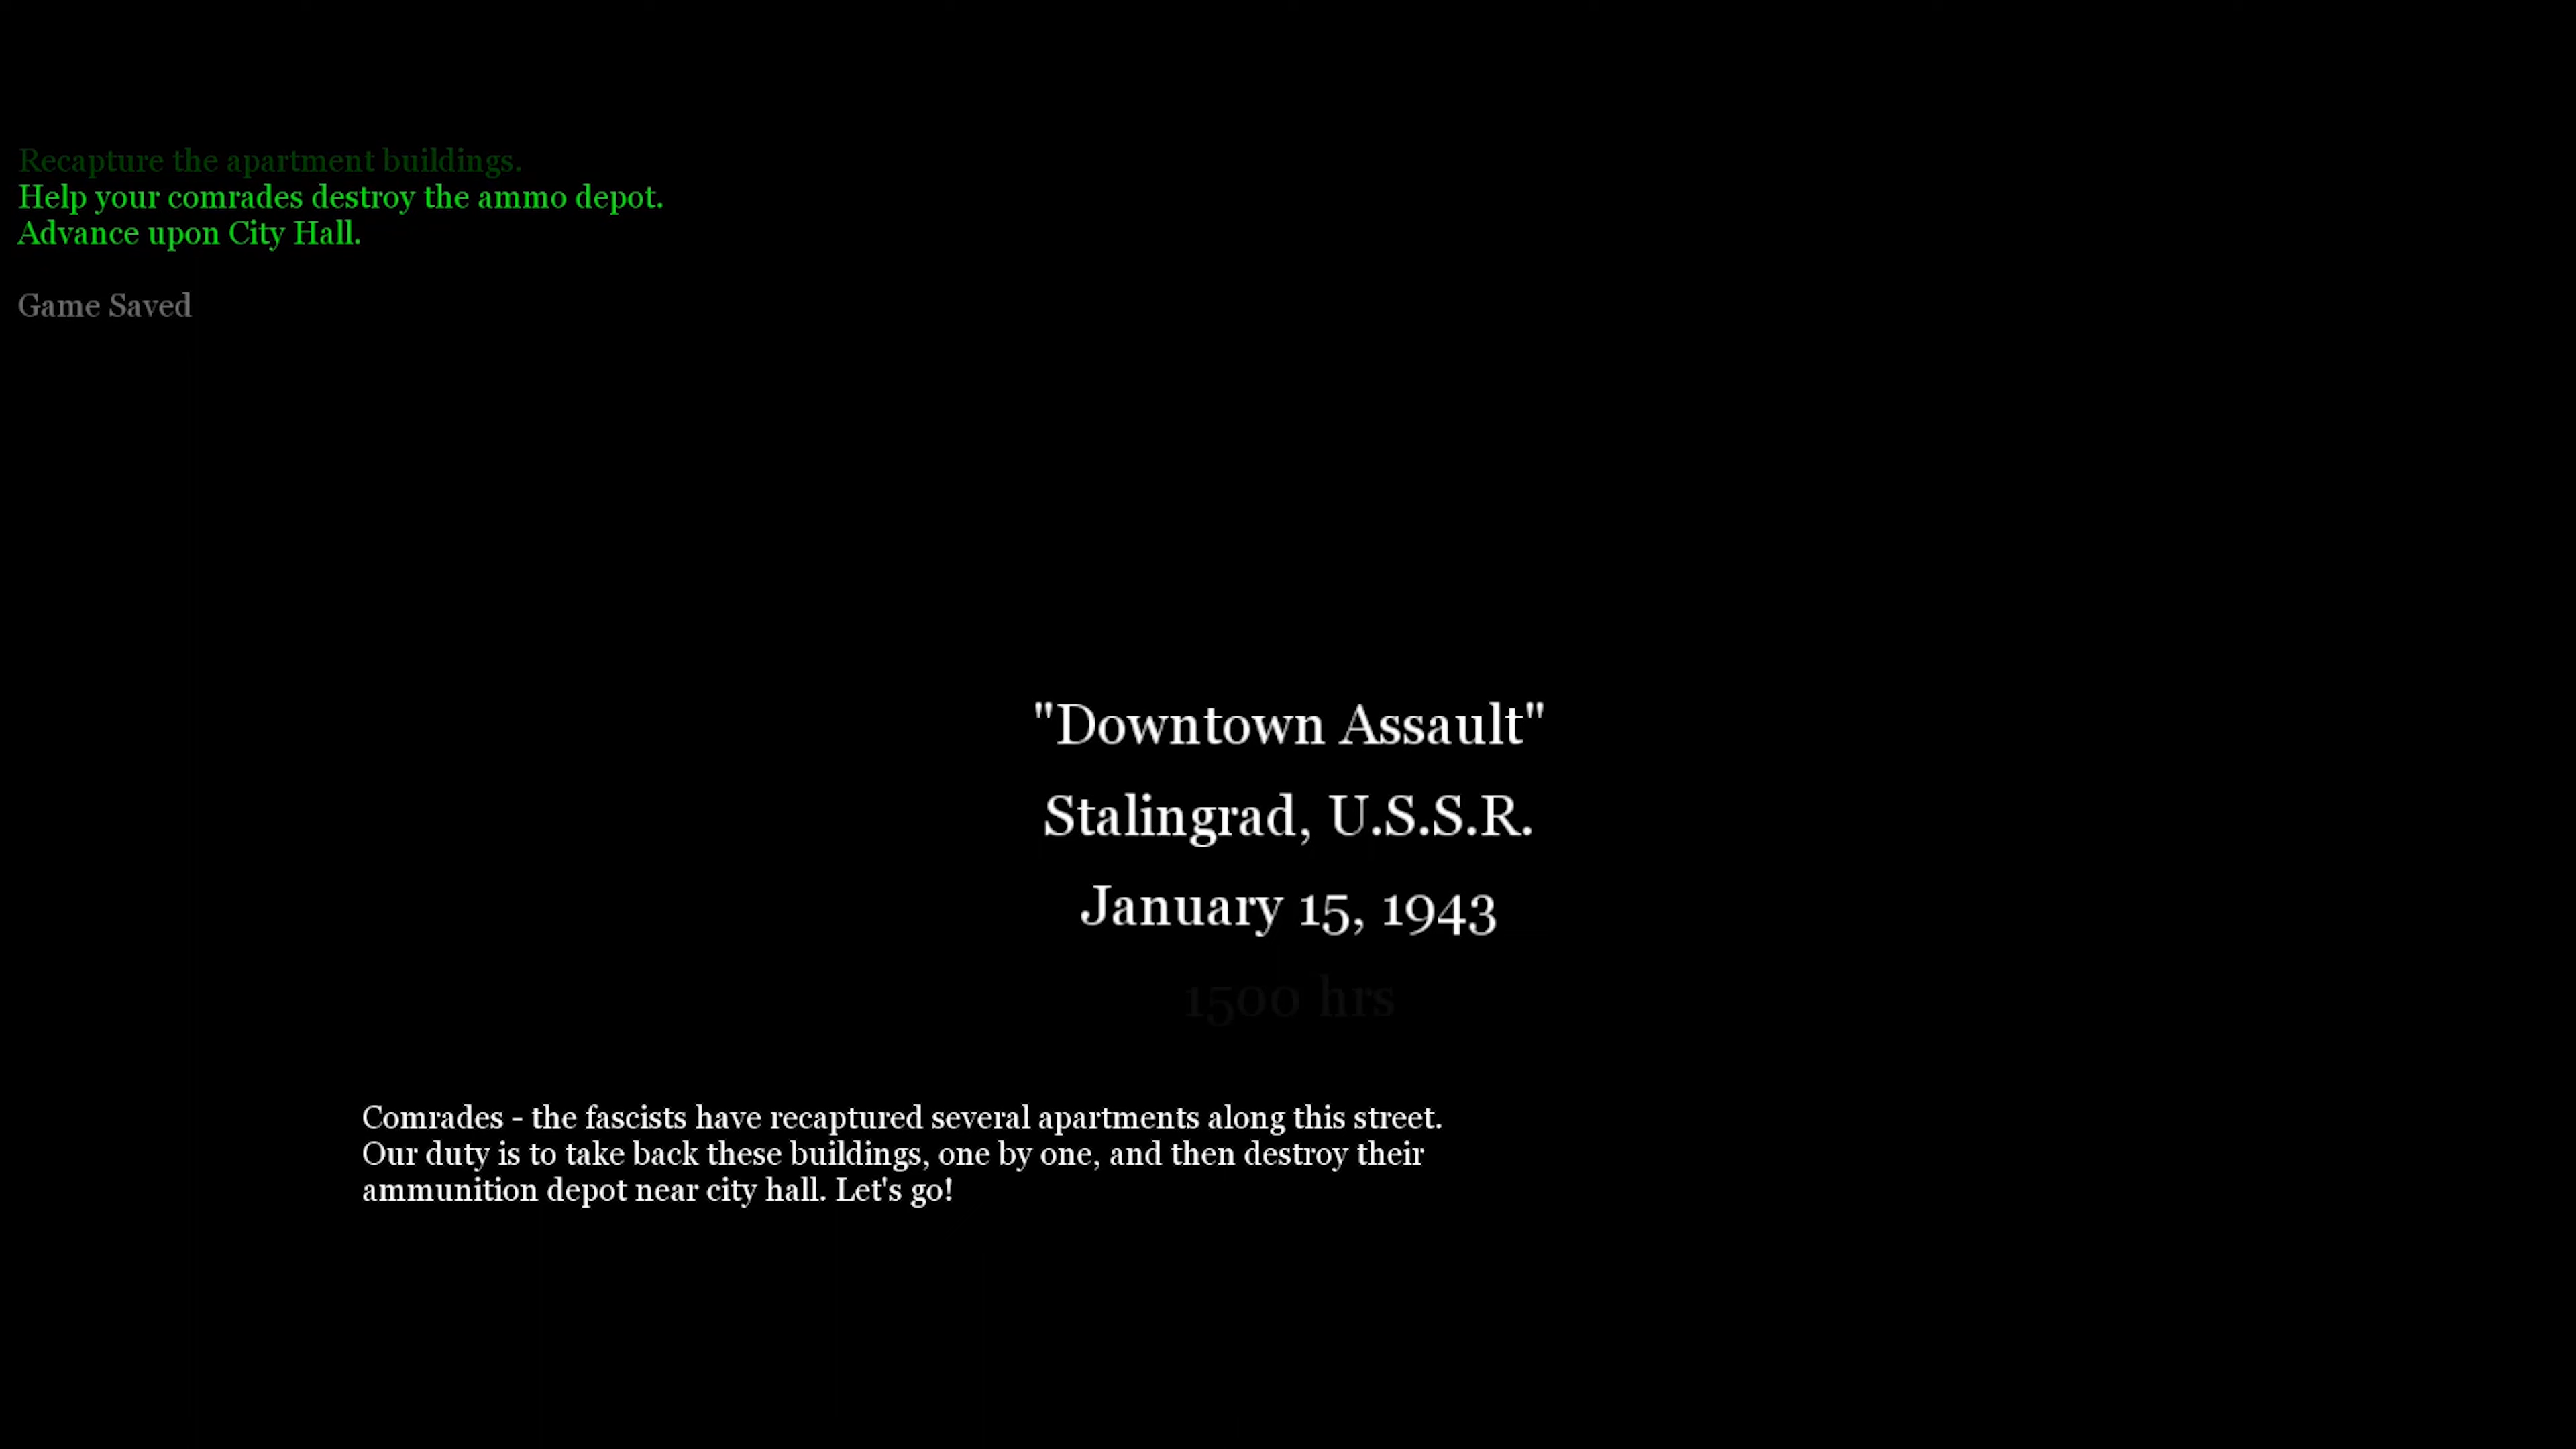 Recapture the apartment buildings.
Help your comrades destroy the ammo depot.
Advance upon City Hall.
Game Saved
"Downtown Assault"
Stalingrad, U.S.S.R.
January 15, 1943
1500 hrs
Comrades - the fascists have recaptured several apartments along this street.
Our duty is to take back these buildings, one by one, and then destroy their
ammunition depot near city hall. Let's go!